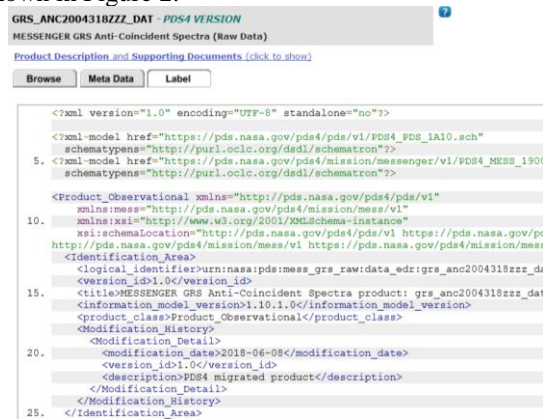 own in Figure 2.
GRS_ANC2004318ZZZ_DAT - PDS4 VERSION
?
MESSENGER GRS Anti-Coincident Spectra (Raw Data)
Product Description and Supporting Documents (click to show)
Browse Meta Data Label
<?xml version="1.0" encoding="UTF-8" standalone="no"?>
<?xml-model href="https://pds.nasa.gov/pds4/pds/v1/PDS4_PDS_1A10.sch"
schematypens="http://purl.oclc.org/dsdl/schematron"?>
5. <?xml-model href="https://pds.nasa.gov/pds4/mission/messenger/v1/PDS4_MESS_1900
schematypens="http://purl.oclc.org/dsdl/schematron"?>
<Product_Observational xmlns="http://pds.nasa.gov/pds4/pds/v1"
xmlns:mess="http://pds.nasa.gov/pds4/mission/mess/v1"
10. xmlns:xsi="http://www.w3.org/2001/XMLSchema-instance"
xsi:schemaLocation="http://pds.nasa.gov/pds4/pds/v1 https://pds.nasa.gov/pd
http://pds.nasa.gov/pds4/mission/mess/v1 https://pds.nasa.gov/pds4/mission/mess
<Identification_Area>
<logical_identifier>urn:nasa:pds:mess_grs_raw:data_edr:grs_anc2004318zzz_da
<version_id>1.0</version_id>
15. <title>MESSENGER GRS Anti-Coincident Spectra product: grs_anc2004318zzz_dat
<information_model_version>1.10.1.0</information_model_version>
<product_class>Product_Observational</product_class>
<Modification_History>
<Modification_Detail>
20. <modification_date>2018-06-08</modification_date>
<version_id>1.0</version_id>
<description>PDS4 migrated product</description>
</Modification_Detail>
</Modification_History>
25. </Identification_Area>